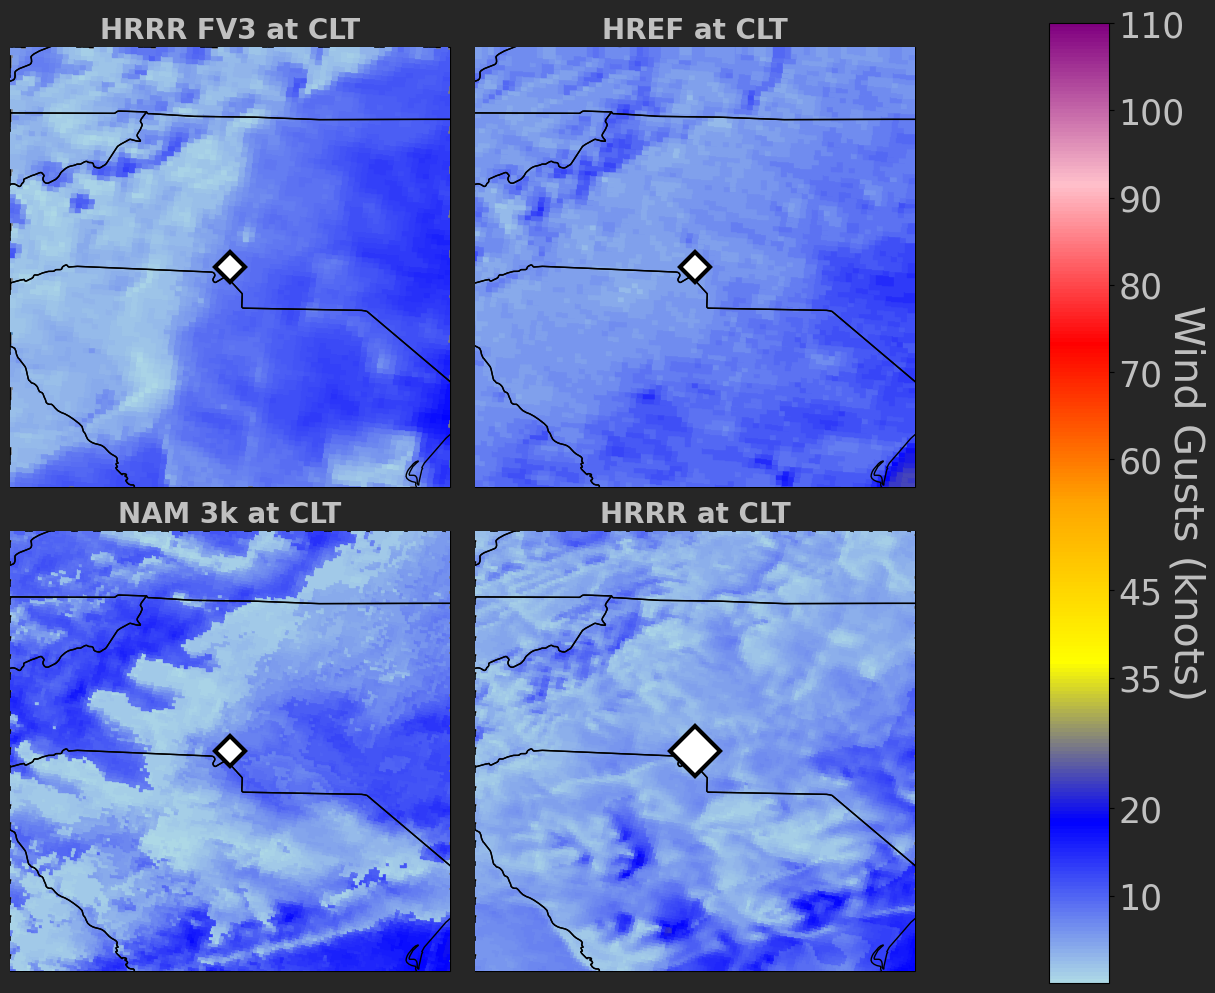 HRRR FV3 at CLT
HREF at CLT
NAM 3k at CLT
HRRR at CLT
110
100
90
80
70
60
45
35
20
10
Wind Gusts (knots)